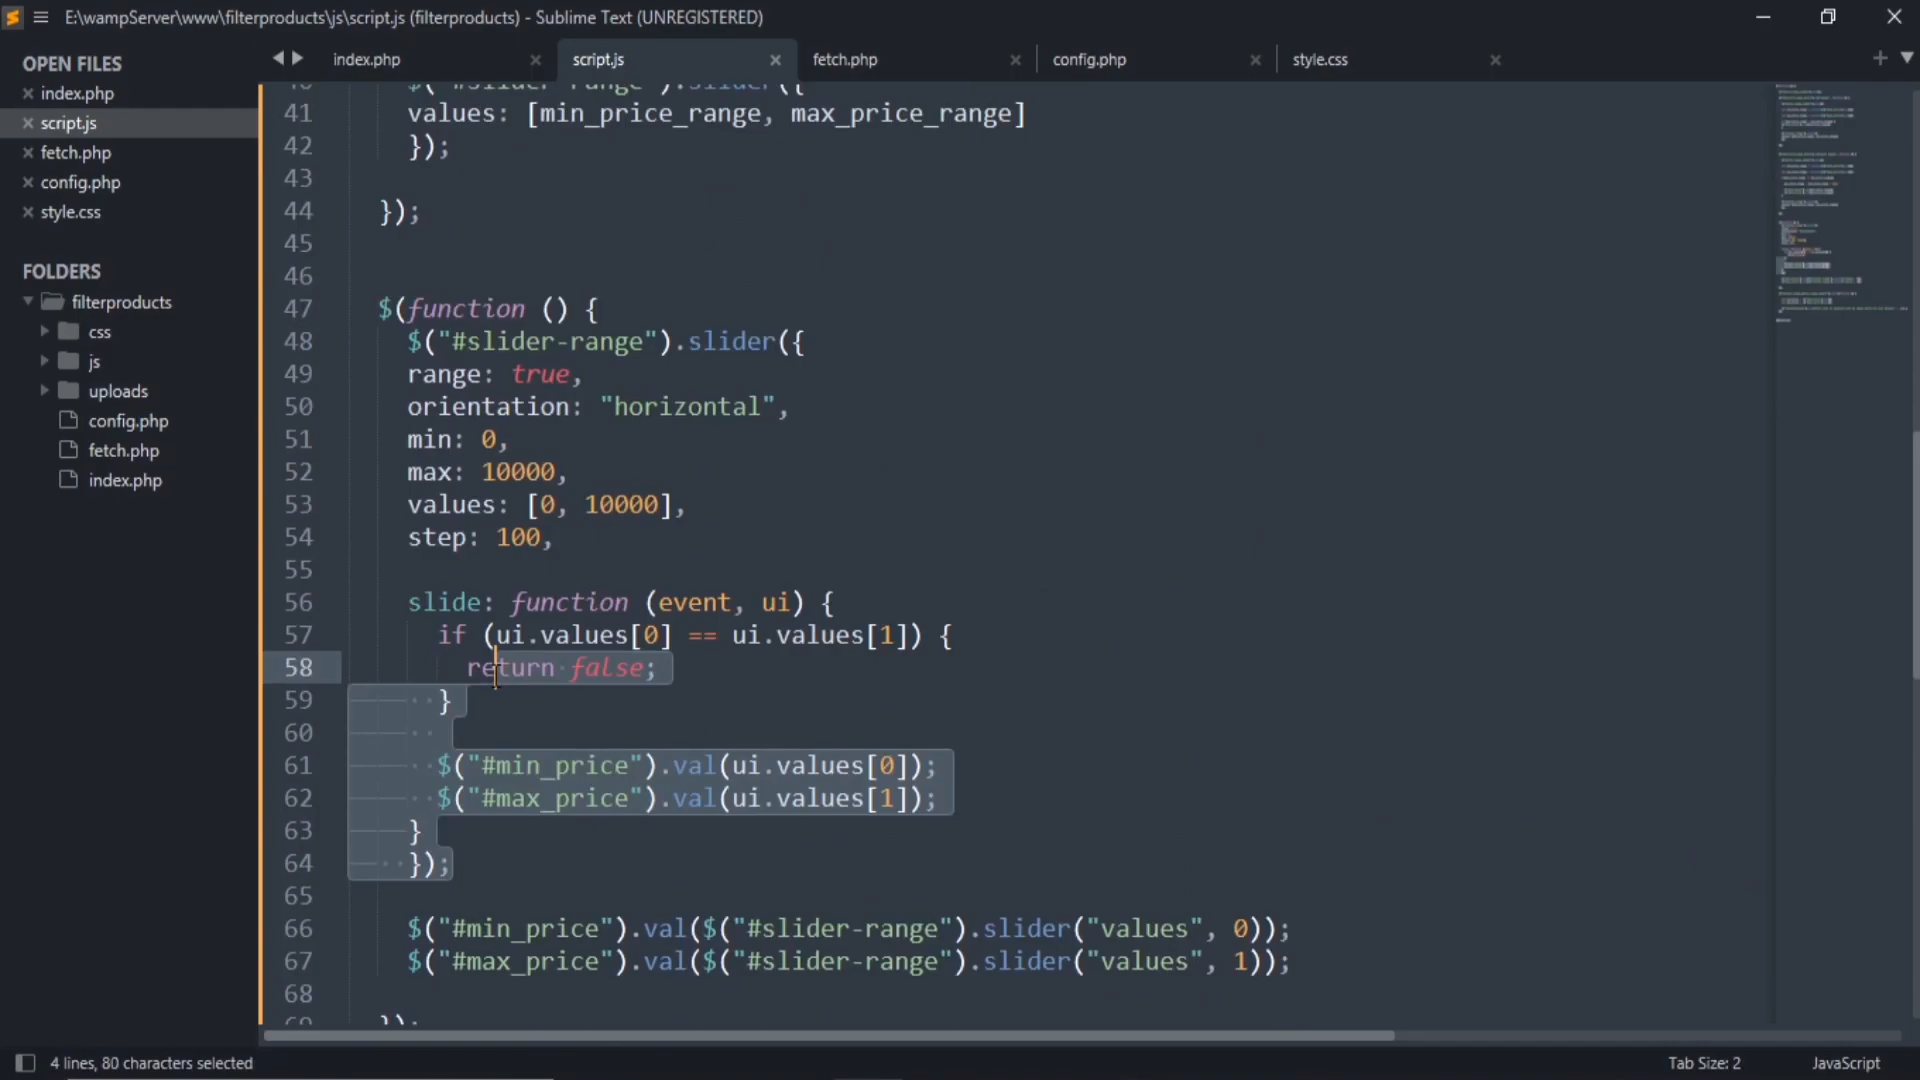 E:\wampServer\www\filterproducts\js\script.js (filterproducts) - Sublime Text (UNREGISTERED)
OPEN FILES
index.php
script.js
fetch.php
config.php
style.css
FOLDERS
filterproducts
css
js
uploads
config.php
fetch.php
index.php
index.php script.js fetch.php config.php style.css
40 $("#slider-range").slider({
41 values: [min_price_range, max_price_range]
42 });
43
44 });
45
46
47 $(function () {
48 $("#slider-range").slider({
49 range: true,
50 orientation: "horizontal",
51 min: 0,
52 max: 10000,
53 values: [0, 10000],
54 step: 100,
55
56 slide: function (event, ui) {
57 if (ui.values[0] == ui.values[1]) {
58 return false;
59 }
60
61 $("#min_price").val(ui.values[0]);
62 $("#max_price").val(ui.values[1]);
63 }
64 });
65
66 $("#min_price").val($("#slider-range").slider("values", 0));
67 $("#max_price").val($("#slider-range").slider("values", 1));
68
69 });
4 lines, 80 characters selected
Tab Size: 2
JavaScript